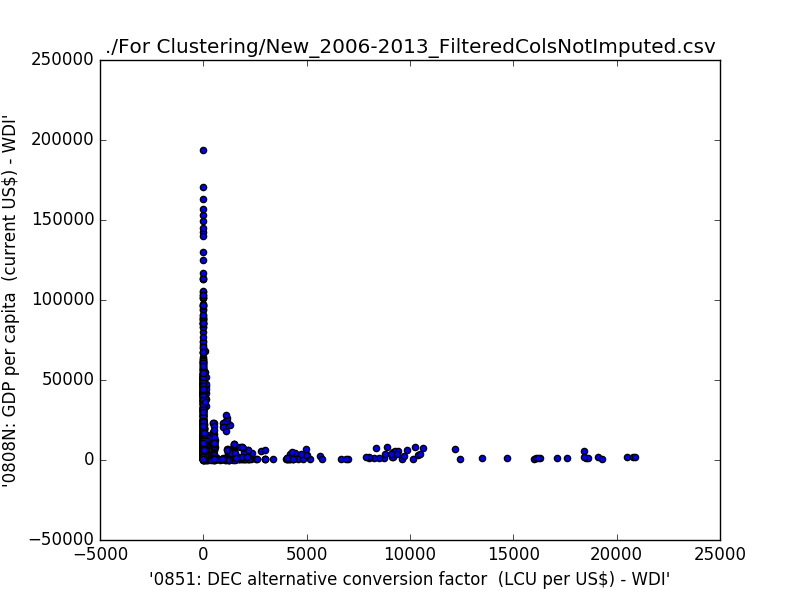 ./For Clustering/New_2006-2013_FilteredColsNotImputed.csv
250000
200000
150000
100000
50000
0
−50000
'0808N: GDP per capita  (current US$) - WDI'
−5000 0 5000 10000 15000 20000 25000
'0851: DEC alternative conversion factor  (LCU per US$) - WDI'